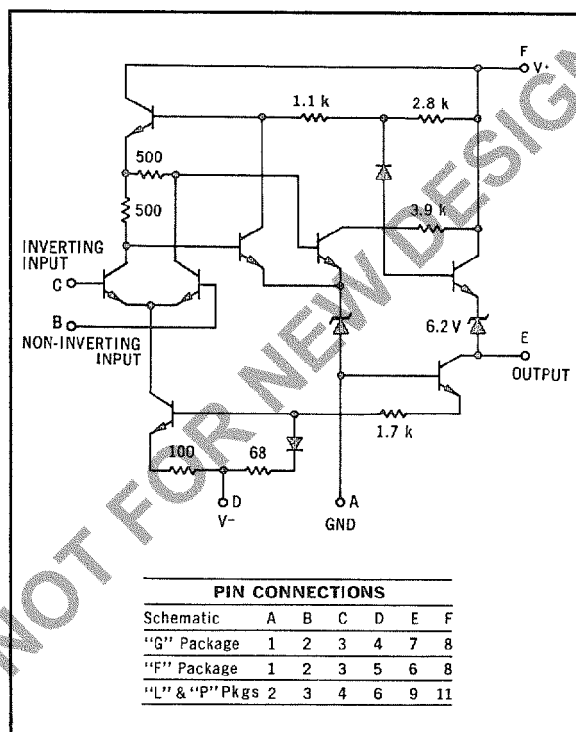 F
V+
1.1 k
2.8 k
500
3.9 k
500
INVERTING
INPUT
C
B
NON-INVERTING
INPUT
6.2 V
E
OUTPUT
1.7 k
100
68
D
V-
A
GND
NOT FOR NEW DESIGN
PIN CONNECTIONS
Schematic A B C D E F
"G" Package 1 2 3 4 7 8
"F" Package 1 2 3 5 6 8
"L" & "P" Pkgs 2 3 4 6 9 11